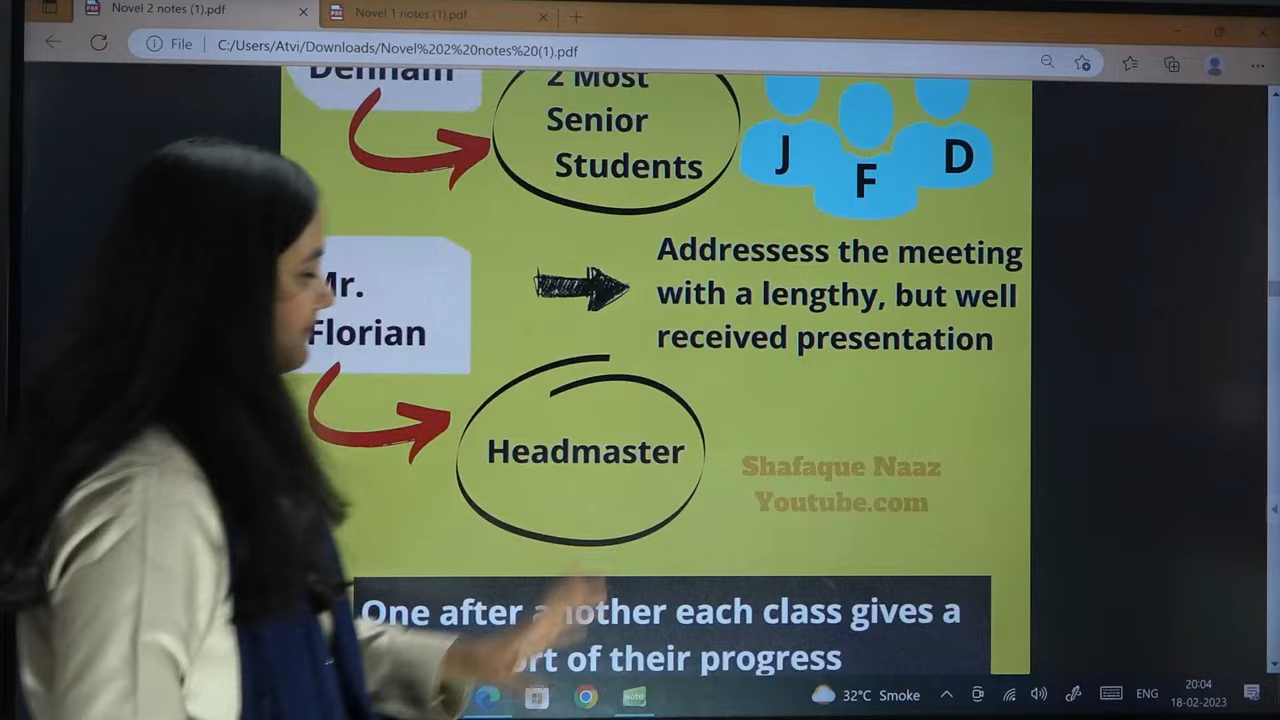 Novel 2 notes (1).pdf
Novel 1 notes (1).pdf
File
C:/Users/Atvi/Downloads/Novel%202%20notes%20(1).pdf
Denham
2 Most
Senior
Students
J
F
D
Mr.
Florian
Addressess the meeting
with a lengthy, but well
received presentation
Headmaster
Shafaque Naaz
Youtube.com
One after another each class gives a
of their progress
32°C Smoke
ENG
20:04
18-02-2023